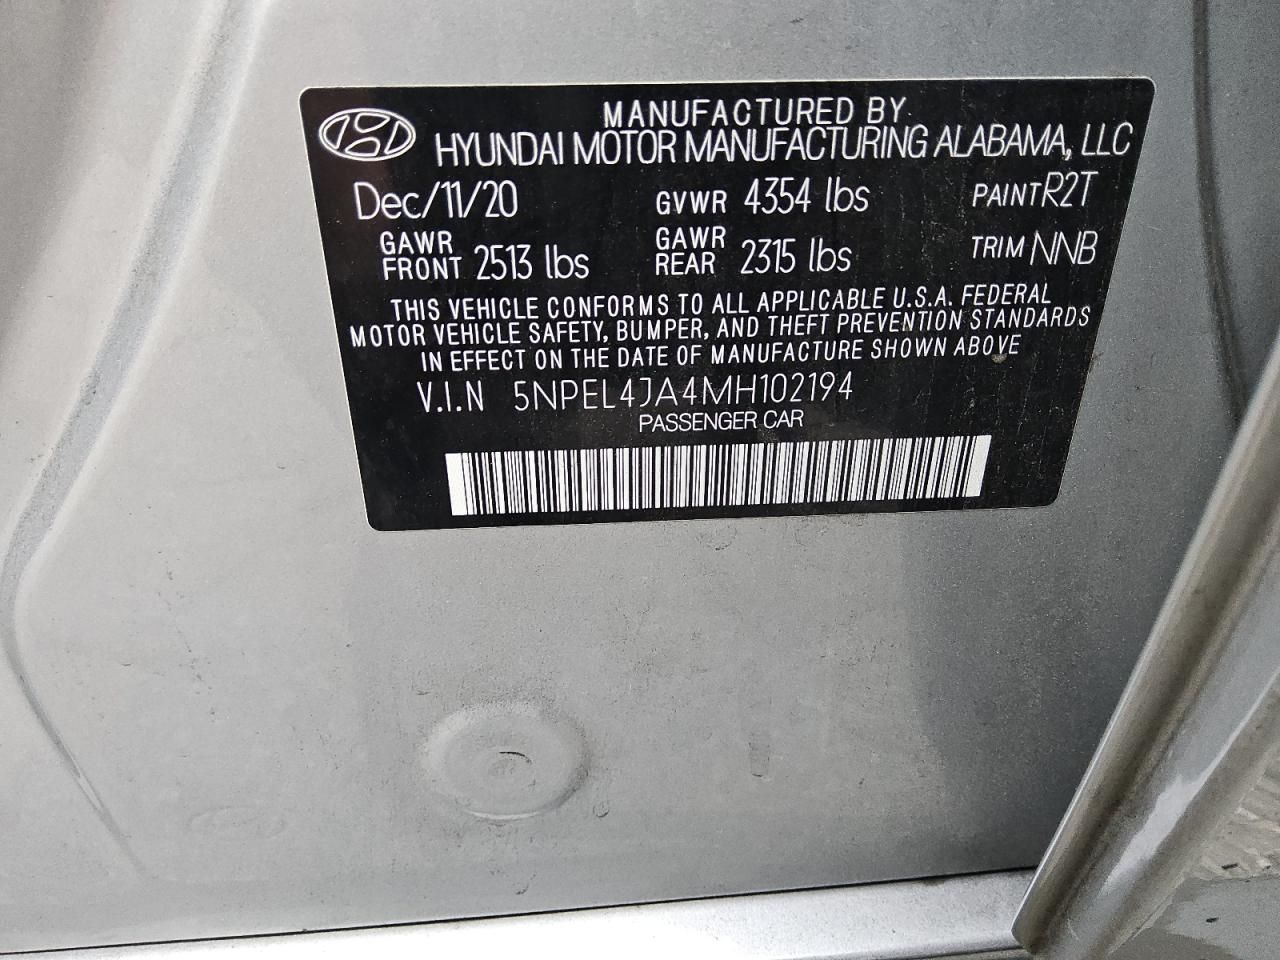 MANUFACTURED BY
HYUNDAI MOTOR MANUFACTURING ALABAMA, LLC
Dec/11/20 GVWR 4354 lbs PAINT R2T
GAWR FRONT 2513 lbs GAWR REAR 2315 lbs TRIM NNB
THIS VEHICLE CONFORMS TO ALL APPLICABLE U.S.A. FEDERAL
MOTOR VEHICLE SAFETY, BUMPER, AND THEFT PREVENTION STANDARDS
IN EFFECT ON THE DATE OF MANUFACTURE SHOWN ABOVE
V.I.N 5NPEL4JA4MH102194
PASSENGER CAR